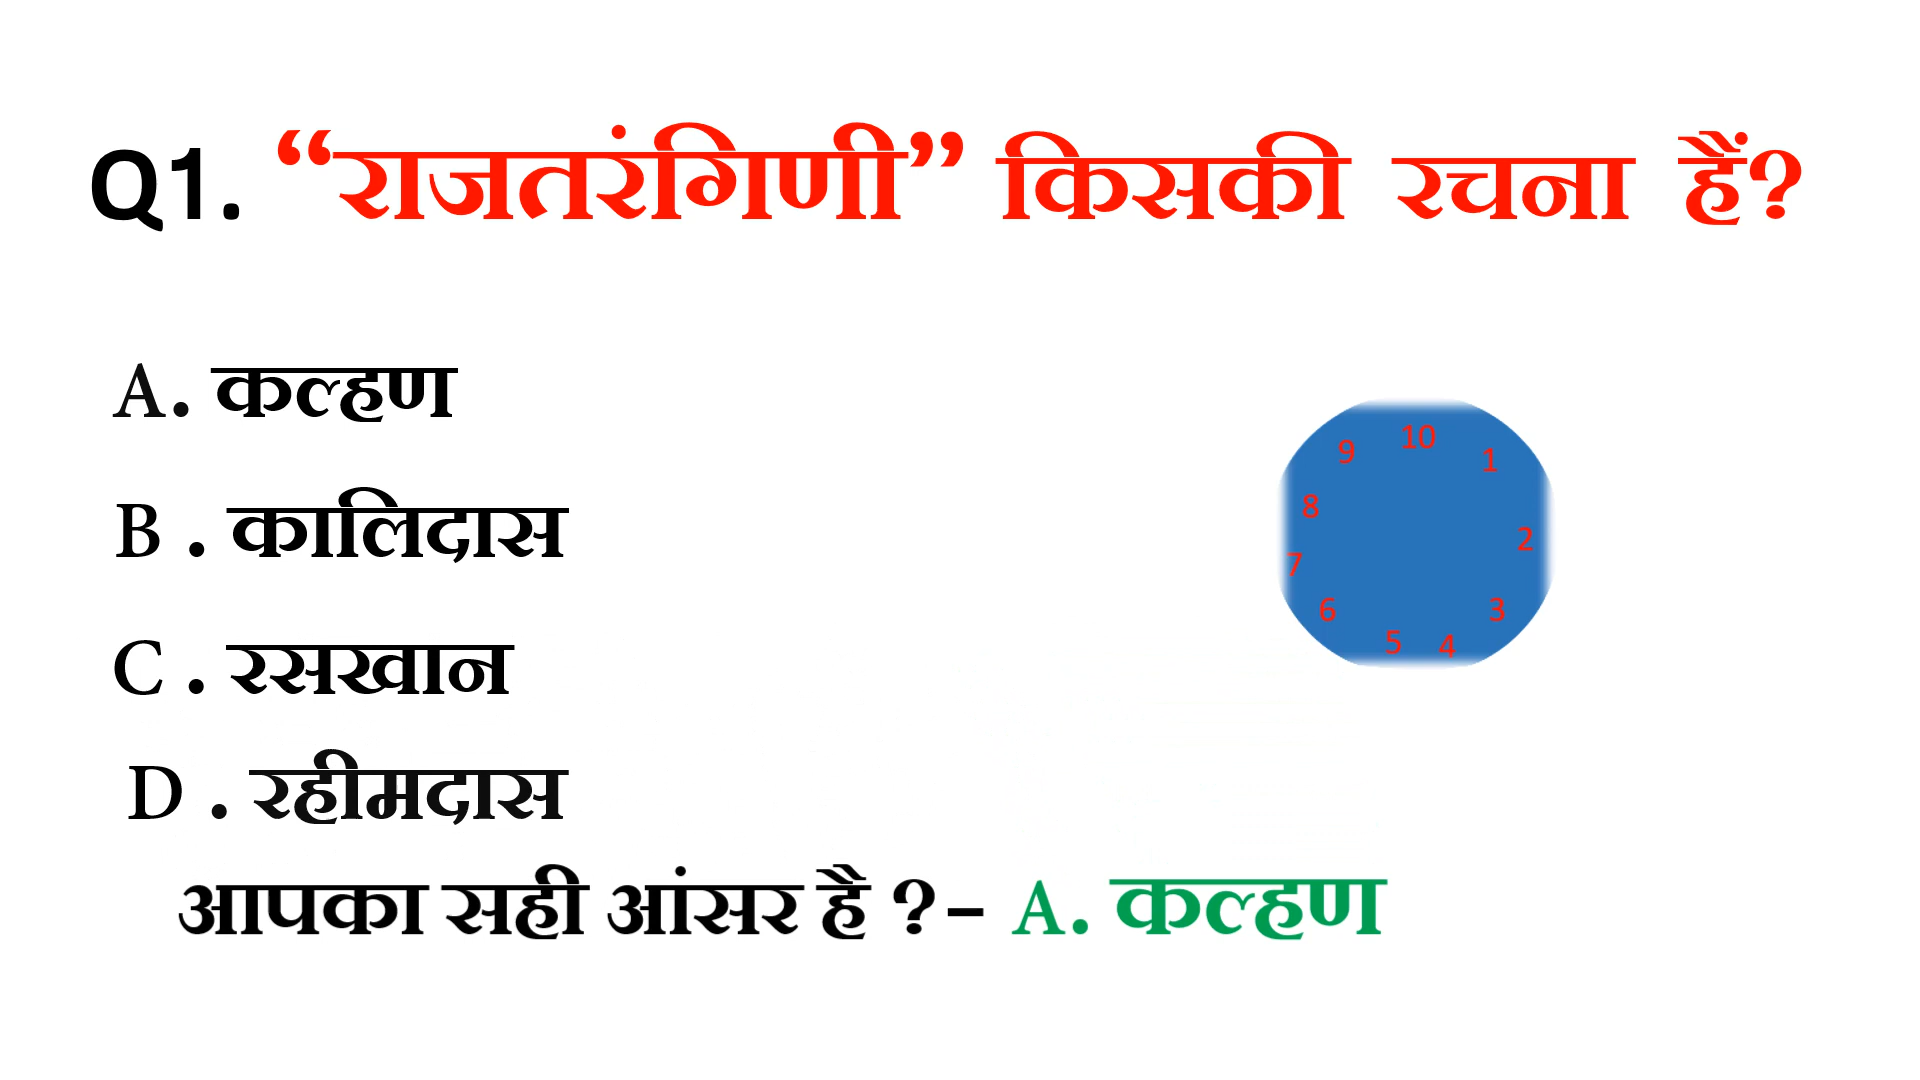 Q1. “राजतरंगिणी” किसकी रचना हैं?
A. कल्हण
B . कालिदास
C . रसखान
D . रहीमदास
आपका सही आंसर है ?- A. कल्हण
10
1
2
3
4
5
6
7
8
9